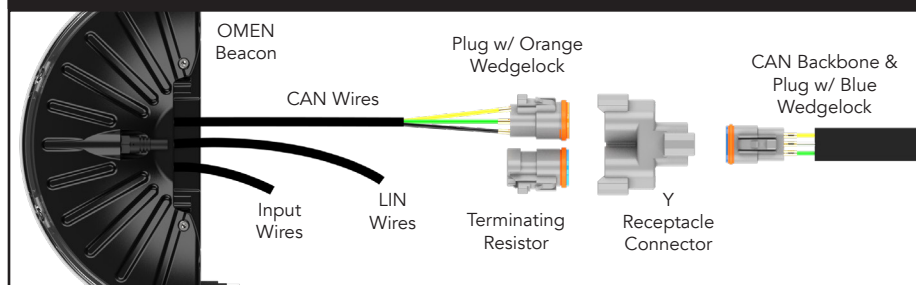 OMEN
Beacon
CAN Wires
Input
Wires
LIN
Wires
Plug w/ Orange
Wedgelock
Terminating
Resistor
Y
Receptacle
Connector
CAN Backbone &
Plug w/ Blue
Wedgelock